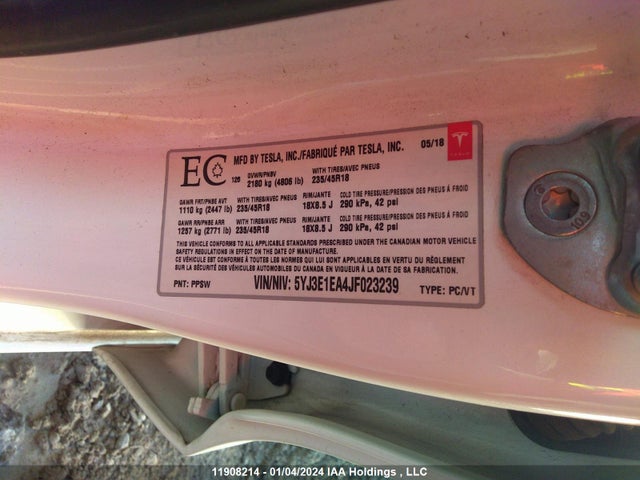 EC
125
MFD BY TESLA, INC./FABRIQUÉ PAR TESLA, INC. 05/18
GVWR/PNBV WITH TIRES/AVEC PNEUS
2180 kg (4806 lb) 235/45R18
GAWR FRT/PNBE AVT WITH TIRES/AVEC PNEUS RIM/JANTE COLD TIRE PRESSURE/PRESSION DES PNEUS À FROID
1110 kg (2447 lb) 235/45R18 18X8.5 J 290 kPa, 42 psi
GAWR RR/PNBE ARR WITH TIRES/AVEC PNEUS RIM/JANTE COLD TIRE PRESSURE/PRESSION DES PNEUS À FROID
1257 kg (2771 lb) 235/45R18 18X8.5 J 290 kPa, 42 psi
THIS VEHICLE CONFORMS TO ALL APPLICABLE STANDARDS PRESCRIBED UNDER THE CANADIAN MOTOR VEHICLE
SAFETY REGULATIONS IN EFFECT ON THE DATE OF MANUFACTURE.
CE VÉHICULE EST CONFORME À TOUTES LES NORMES QUI LUI SONT APPLICABLES EN VERTU DU RÈGLEMENT
SUR LA SÉCURITÉ DES VÉHICULES AUTOMOBILES DU CANADA EN VIGUEUR À LA DATE DE SA FABRICATION.
PNT: PPSW VIN/NIV: 5YJ3E1EA4JF023239 TYPE: PC/VT
11908214 - 01/04/2024 IAA Holdings , LLC